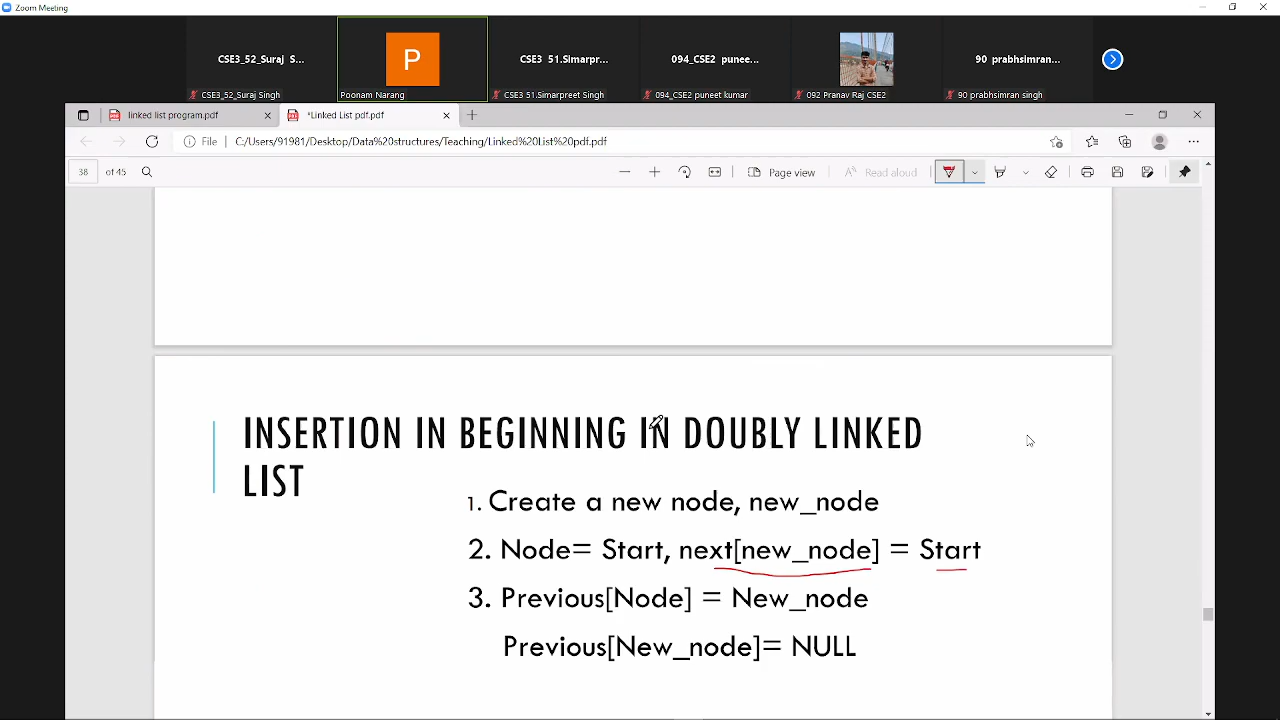 Zoom Meeting
CSE3_52_Suraj S...
P
CSE3 51.Simarpr...
094_CSE2 punee...
90 prabhsimran...
CSE3_52_Suraj Singh
Poonam Narang
CSE3 51.Simarpreet Singh
094_CSE2 puneet kumar
092 Pranav Raj CSE2
90 prabhsimran singh
linked list program.pdf
*Linked List pdf.pdf
File
C:/Users/91981/Desktop/Data%20structures/Teaching/Linked%20List%20pdf.pdf
38 of 45
Page view
Read aloud
INSERTION IN BEGINNING IN DOUBLY LINKED
LIST
1. Create a new node, new_node
2. Node= Start, next[new_node] = Start
3. Previous[Node] = New_node
Previous[New_node]= NULL